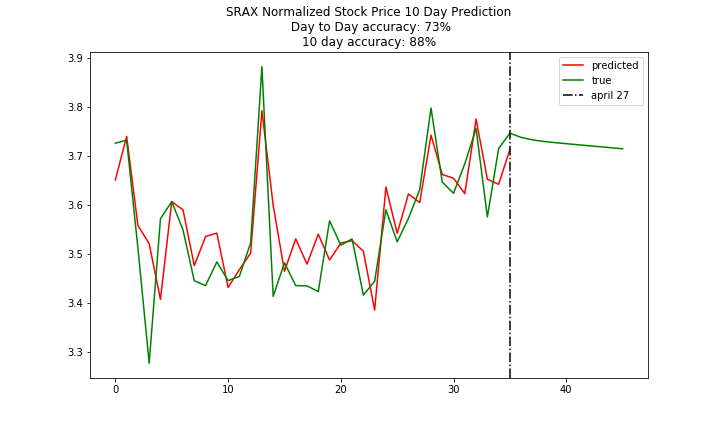 SRAX Normalized Stock Price 10 Day Prediction
Day to Day accuracy: 73%
10 day accuracy: 88%
predicted
true
april 27
3.9
3.8
3.7
3.6
3.5
3.4
3.3
0 10 20 30 40